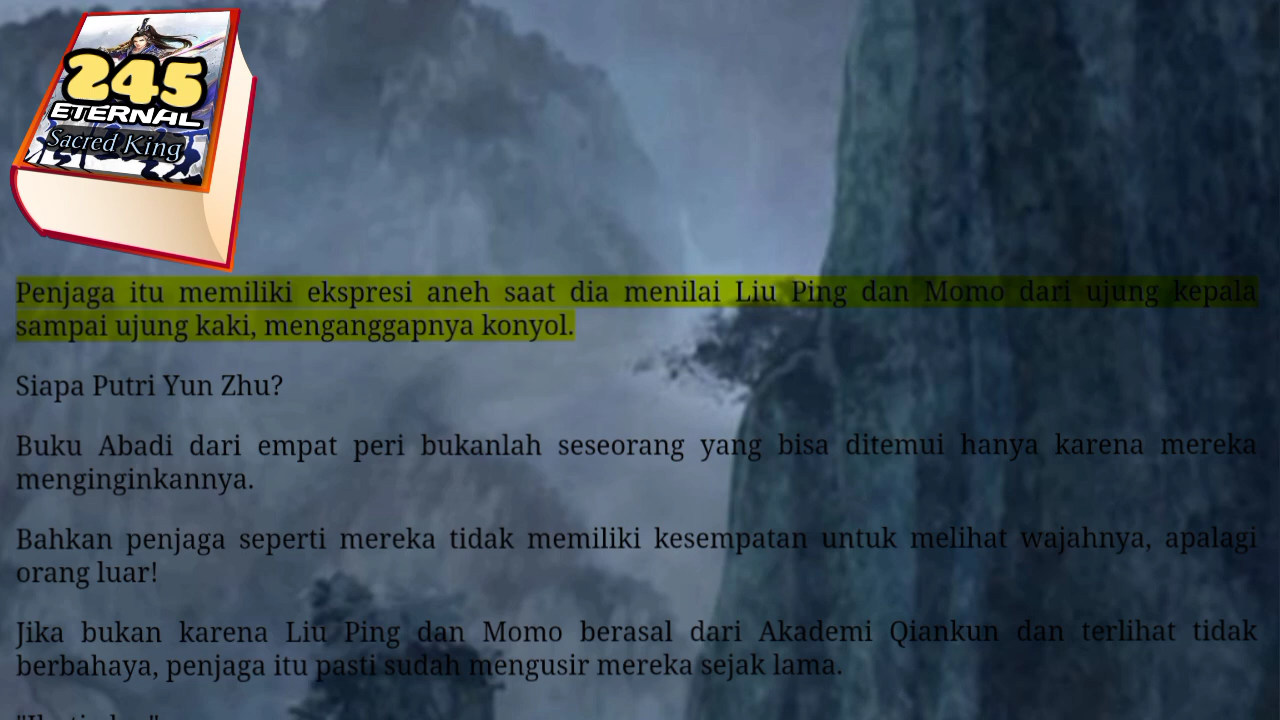 245
ETERNAL
Sacred King
Penjaga itu memiliki ekspresi aneh saat dia menilai Liu Ping dan Momo dari ujung kepala
sampai ujung kaki, menganggapnya konyol.
Siapa Putri Yun Zhu?
Buku Abadi dari empat peri bukanlah seseorang yang bisa ditemui hanya karena mereka
menginginkannya.
Bahkan penjaga seperti mereka tidak memiliki kesempatan untuk melihat wajahnya, apalagi
orang luar!
Jika bukan karena Liu Ping dan Momo berasal dari Akademi Qiankun dan terlihat tidak
berbahaya, penjaga itu pasti sudah mengusir mereka sejak lama.